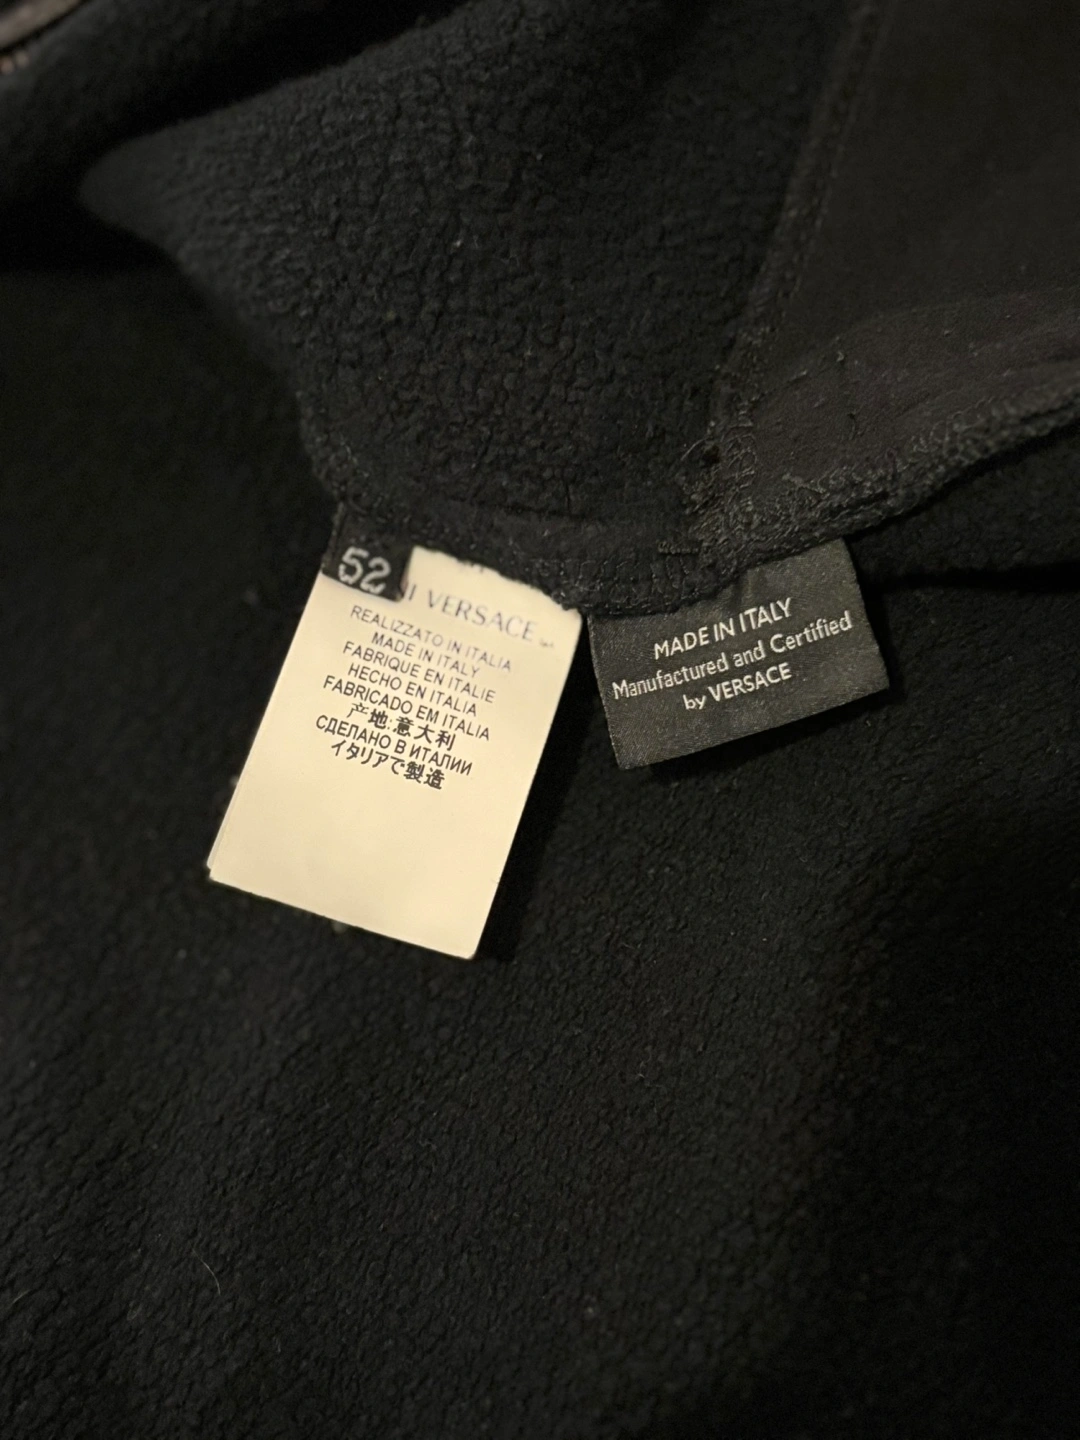 52
VERSACE
REALIZZATO IN ITALIA
MADE IN ITALY
FABRIQUE EN ITALIE
HECHO EN ITALIA
FABRICADO EM ITALIA
产地:意大利
СДЕЛАНО В ИТАЛИИ
イタリアで製造
MADE IN ITALY
Manufactured and Certified
by VERSACE